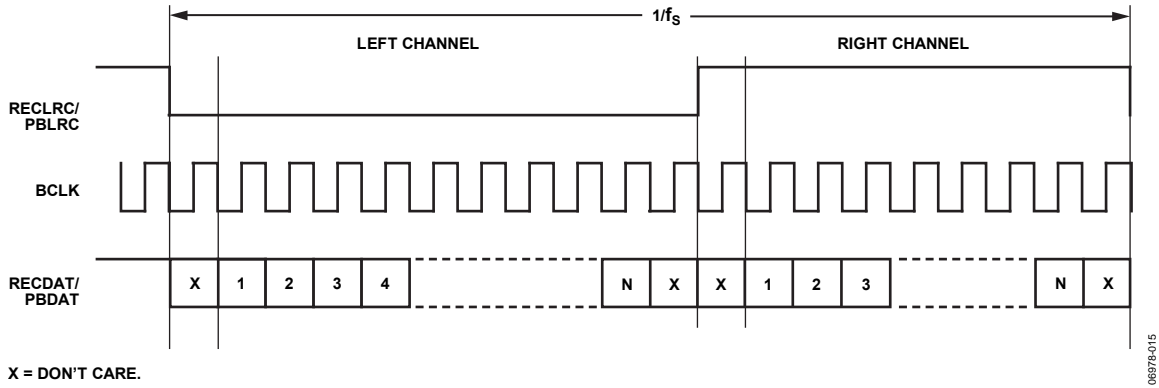 1/fS
LEFT CHANNEL
RIGHT CHANNEL
RECLRC/
PBLRC
BCLK
RECDAT/
PBDAT
X 1 2 3 4 N X X 1 2 3 N X
X = DON'T CARE.
06978-015